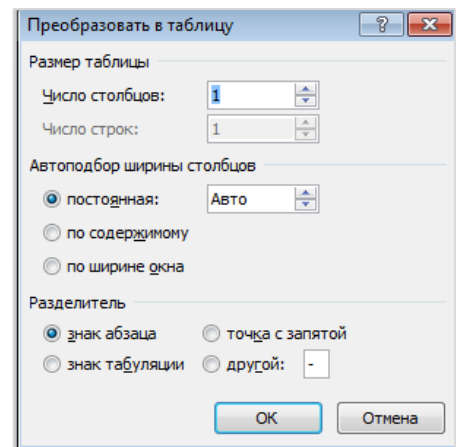 Преобразовать в таблицу
Размер таблицы
Число столбцов: 1
Число строк: 1
Автоподбор ширины столбцов
постоянная: Авто
по содержимому
по ширине окна
Разделитель
знак абзаца точка с запятой
знак табуляции другой: -
ОК Отмена